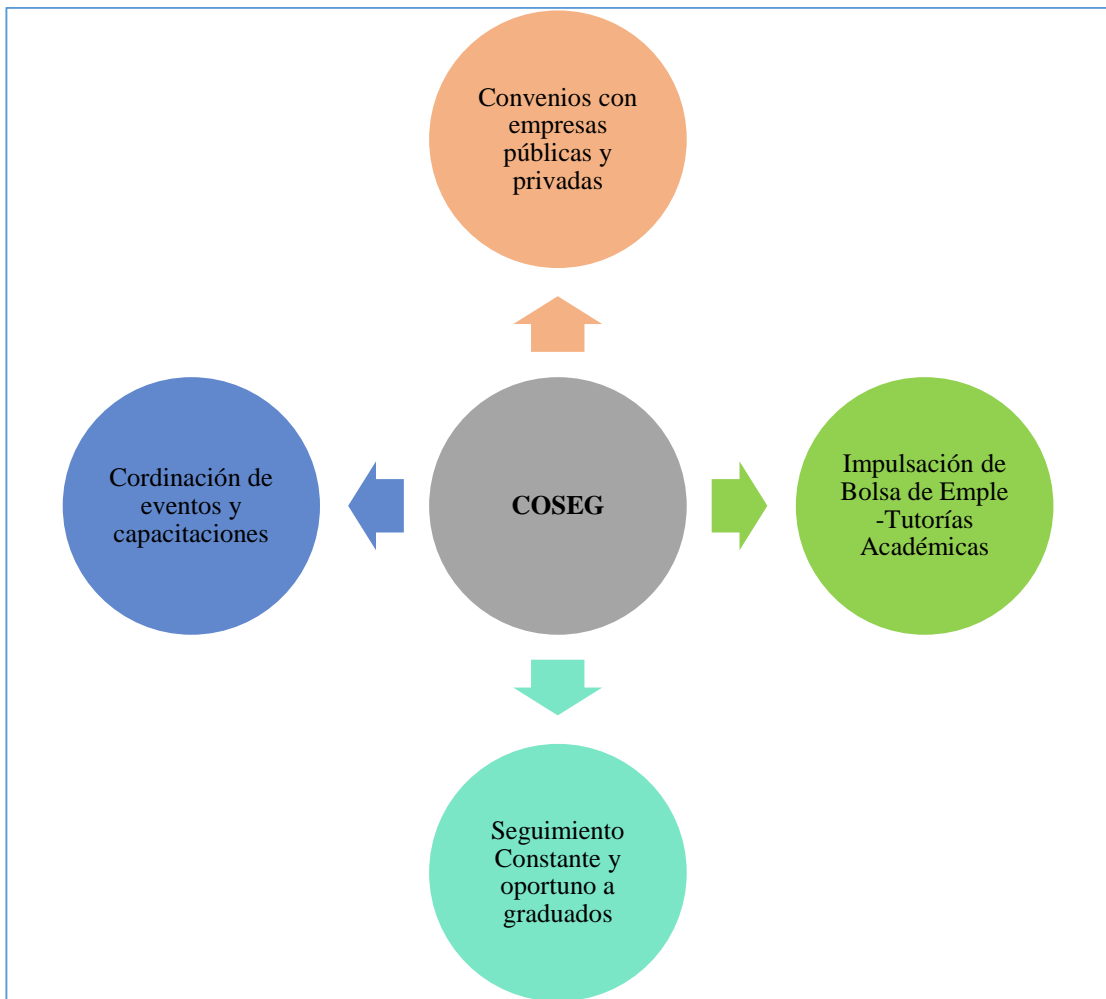 Convenios con
empresas
públicas y
privadas
Cordinación de
eventos y
capacitaciones
COSEG
Impulsación de
Bolsa de Emple
-Tutorías
Académicas
Seguimiento
Constante y
oportuno a
graduados